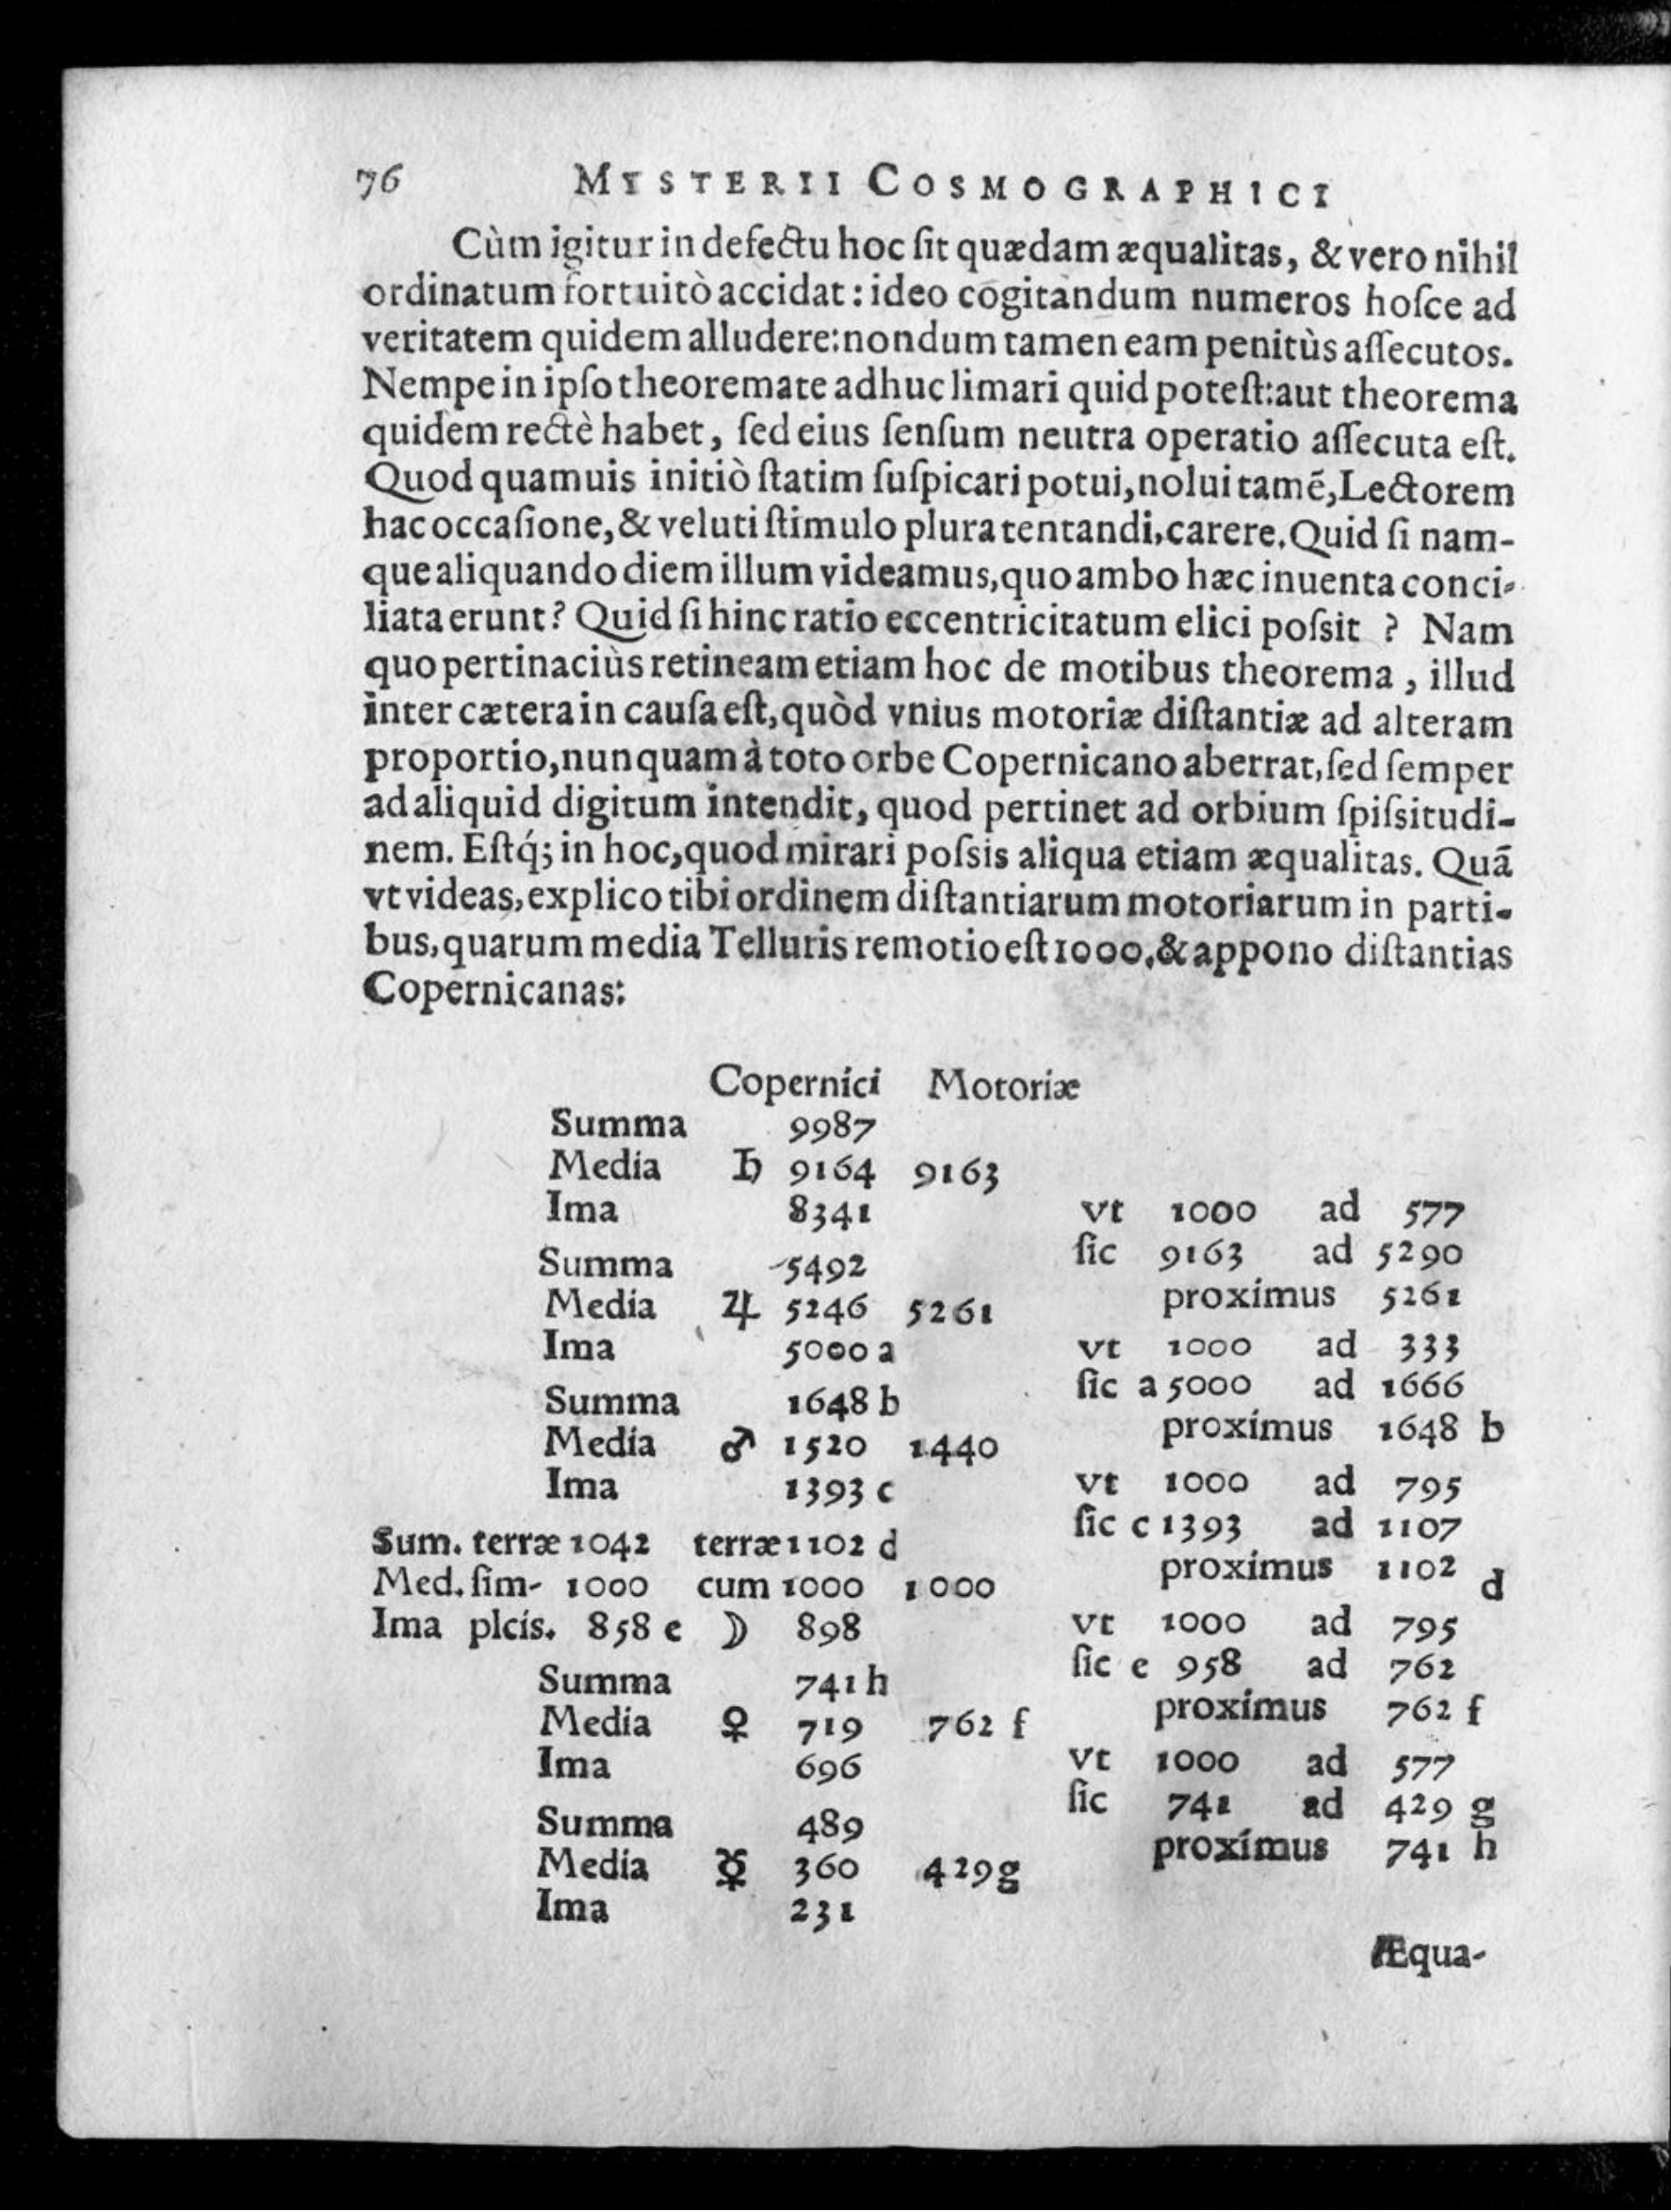 76 MYSTERII COSMOGRAPHICI
Cùm igitur in defectu hoc ſit quædam æqualitas, & vero nihil
ordinatum fortuitò accidat: ideo cogitandum numeros hoſce ad
veritatem quidem alludere: nondum tamen eam penitùs aſſecutos.
Nempe in ipſo theoremate adhuc limari quid poteſt: aut theorema
quidem rectè habet, ſed eius ſenſum neutra operatio aſſecuta eſt.
Quod quamuis initiò ſtatim ſuſpicari potui, nolui tamē, Lectorem
hac occaſione, & veluti ſtimulo plura tentandi, carere. Quid ſi nam-
que aliquando diem illum videamus, quo ambo hæc inuenta conci-
liata erunt? Quid ſi hinc ratio eccentricitatum elici poſsit ? Nam
quo pertinaciùs retineam etiam hoc de motibus theorema, illud
inter cætera in cauſa eſt, quòd vnius motoriæ diſtantiæ ad alteram
proportio, nunquam à toto orbe Copernicano aberrat, ſed ſemper
ad aliquid digitum intendit, quod pertinet ad orbium ſpiſsitudi-
nem. Eſtq́; in hoc, quod mirari poſsis aliqua etiam æqualitas. Quã
vt videas, explico tibi ordinem diſtantiarum motoriarum in parti-
bus, quarum media Telluris remotio eſt 1000, & appono diſtantias
Copernicanas:
Copernici Motoriæ
Summa 9987
Media ♄ 9164 9163
Ima 8341 vt 1000 ad 577
ſic 9163 ad 5290
Summa 5492
proximus 5261
Media ♃ 5246 5261
Ima 5000 a vt 1000 ad 333
ſic a 5000 ad 1666
Summa 1648 b
proximus 1648 b
Media ♂ 1520 1440
Ima 1393 c vt 1000 ad 795
ſic c 1393 ad 1107
Sum. terræ 1042 terræ 1102 d
proximus 1102 d
Med. ſim- 1000 cum 1000 1000
Ima plcis. 858 e ☽ 898 vt 1000 ad 795
ſic e 958 ad 762
Summa 741 h
proximus 762 f
Media ♀ 719 762 f
Ima 696 vt 1000 ad 577
ſic 741 ad 429 g
Summa 489
proximus 741 h
Media ☿ 360 429 g
Ima 231
Æqua-